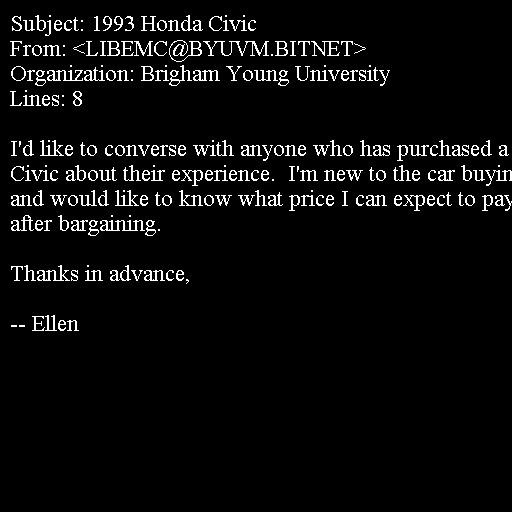 Subject: 1993 Honda Civic
From: <LIBEMC@BYUVM.BITNET>
Organization: Brigham Young University
Lines: 8
I'd like to converse with anyone who has purchased a
Civic about their experience.  I'm new to the car buyin
and would like to know what price I can expect to pay
after bargaining.
Thanks in advance,
-- Ellen